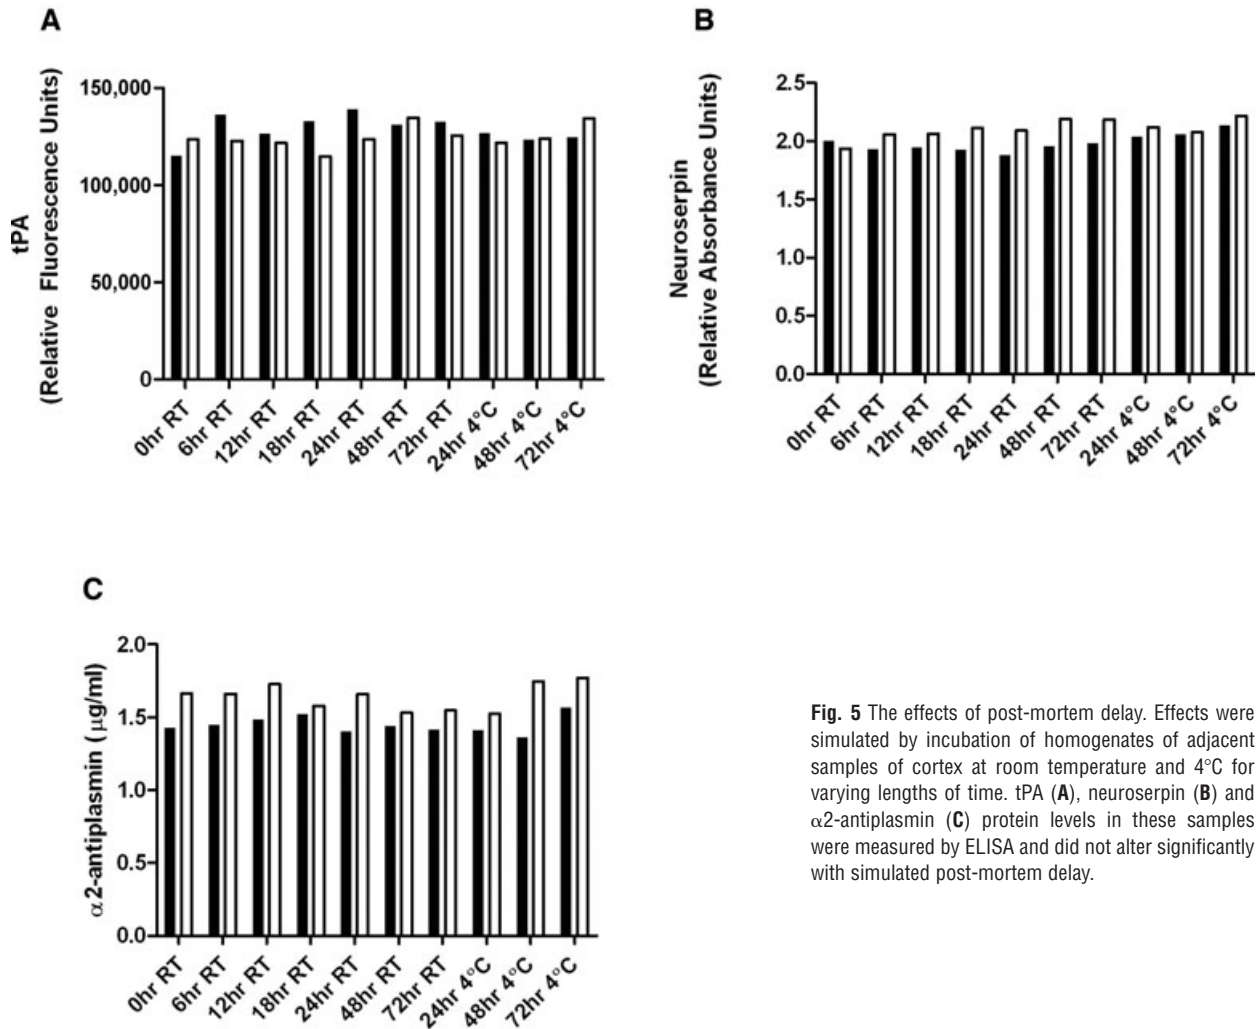 A
tPA
(Relative Fluorescence Units)
150,000
100,000
50,000
0
0hr RT
6hr RT
12hr RT
18hr RT
24hr RT
48hr RT
72hr RT
24hr 4°C
48hr 4°C
72hr 4°C
B
Neuroserpin
(Relative Absorbance Units)
2.5
2.0
1.5
1.0
0.5
0.0
0hr RT
6hr RT
12hr RT
18hr RT
24hr RT
48hr RT
72hr RT
24hr 4°C
48hr 4°C
72hr 4°C
C
α2-antiplasmin (μg/ml)
2.0
1.5
1.0
0.5
0.0
0hr RT
6hr RT
12hr RT
18hr RT
24hr RT
48hr RT
72hr RT
24hr 4°C
48hr 4°C
72hr 4°C
Fig. 5 The effects of post-mortem delay. Effects were
simulated by incubation of homogenates of adjacent
samples of cortex at room temperature and 4°C for
varying lengths of time. tPA (A), neuroserpin (B) and
α2-antiplasmin (C) protein levels in these samples
were measured by ELISA and did not alter significantly
with simulated post-mortem delay.